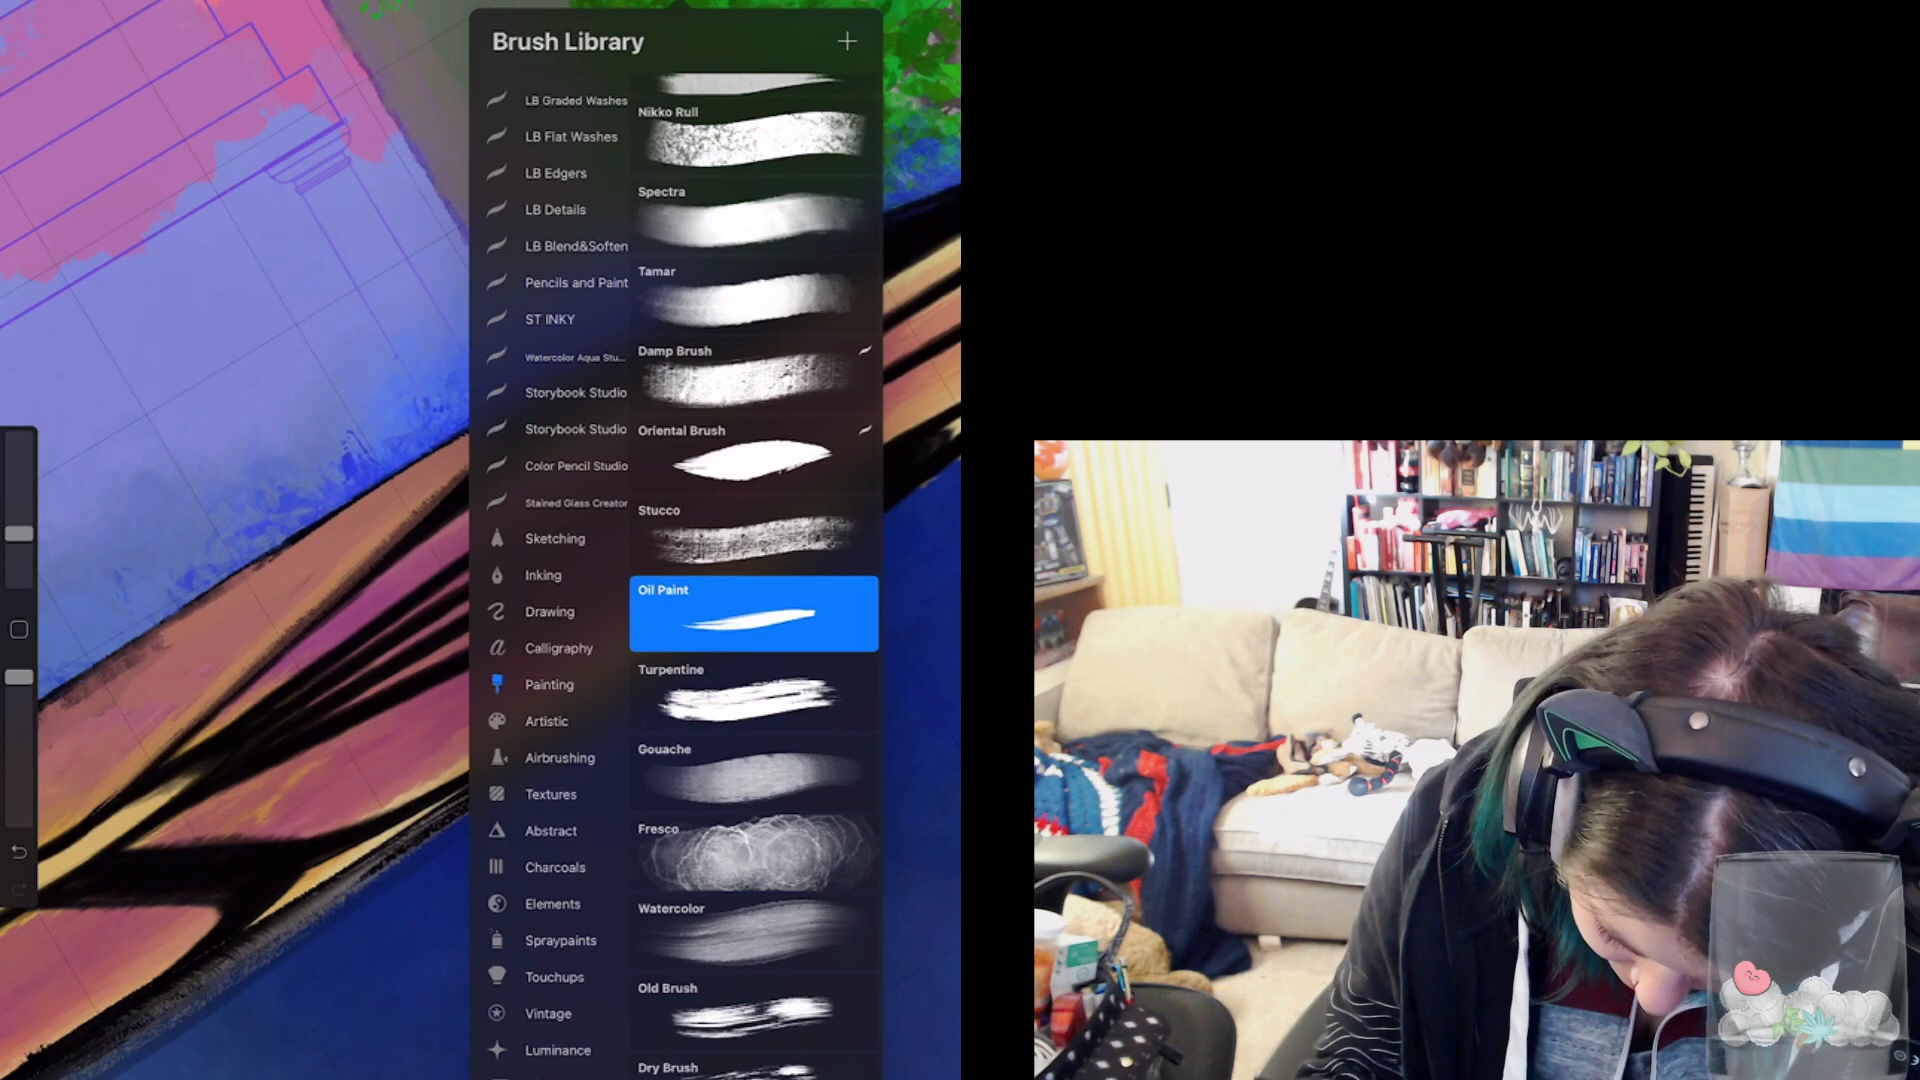 Brush Library
LB Graded Washes
LB Flat Washes
LB Edgers
LB Details
LB Blend&Soften
Pencils and Paint
ST INKY
Watercolor Aqua Stu...
Storybook Studio
Storybook Studio
Color Pencil Studio
Stained Glass Creator
Sketching
Inking
Drawing
Calligraphy
Painting
Artistic
Airbrushing
Textures
Abstract
Charcoals
Elements
Spraypaints
Touchups
Vintage
Luminance
Nikko Rull
Spectra
Tamar
Damp Brush
Oriental Brush
Stucco
Oil Paint
Turpentine
Gouache
Fresco
Watercolor
Old Brush
Dry Brush